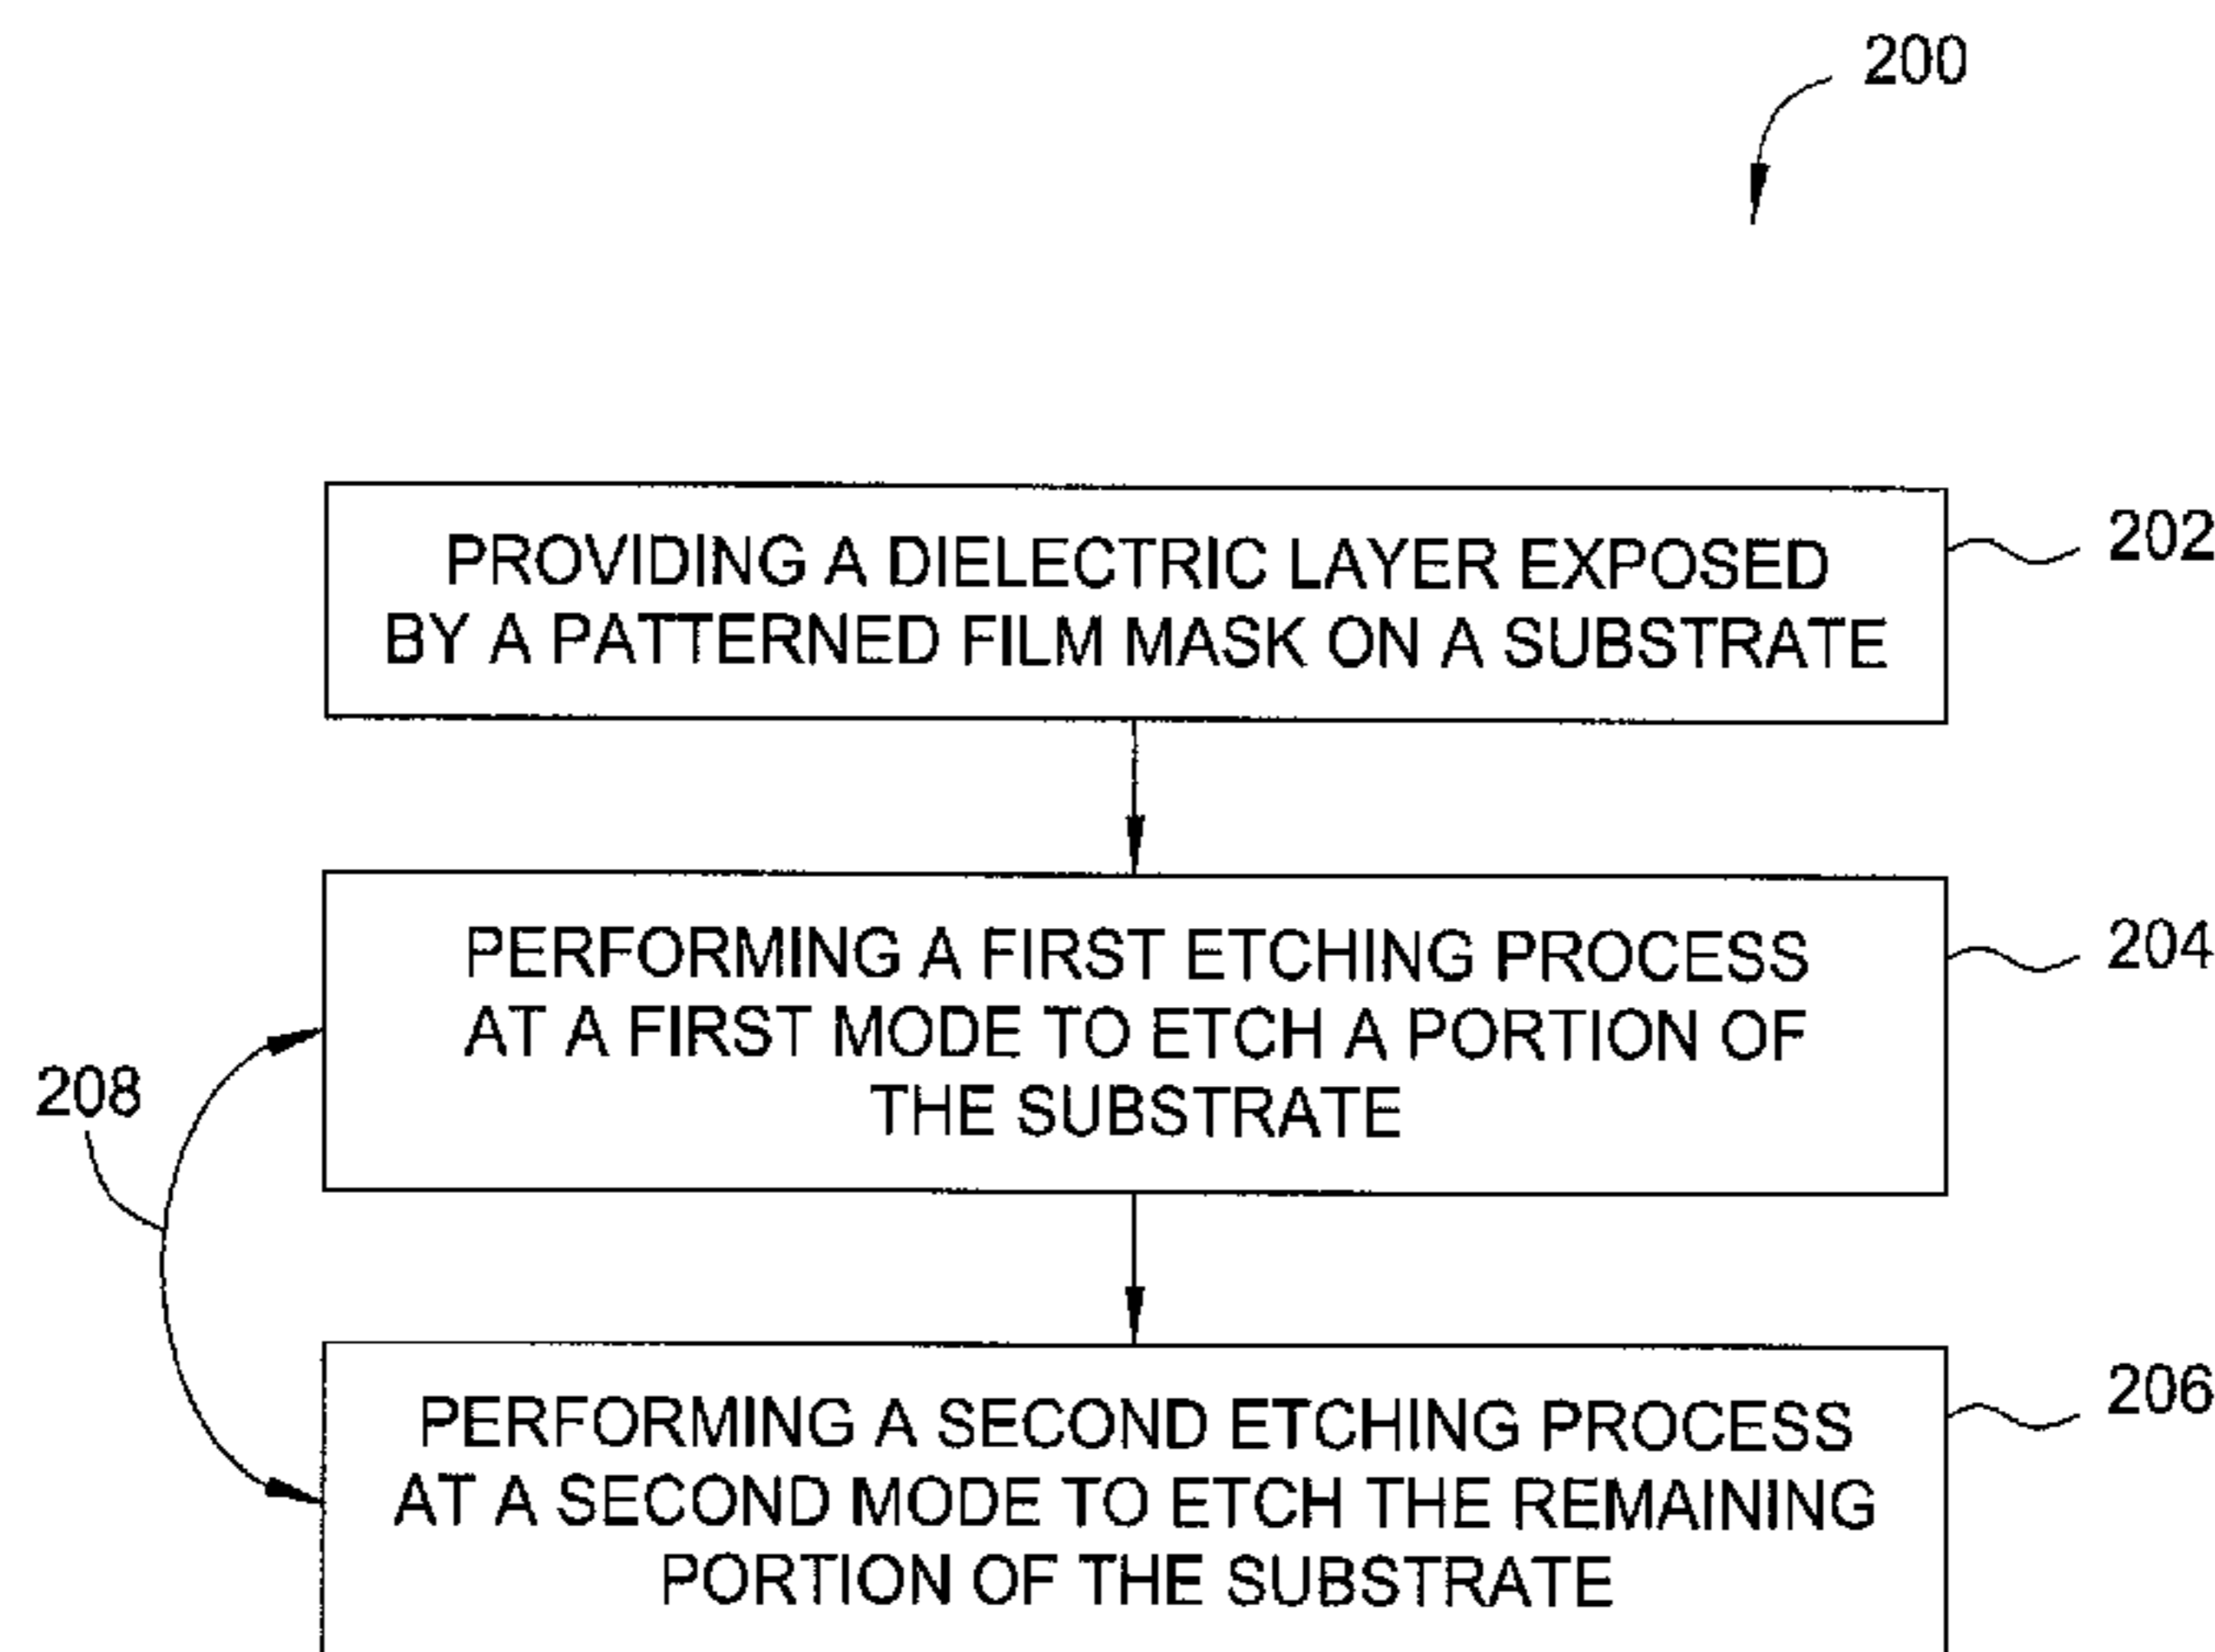 200
PROVIDING A DIELECTRIC LAYER EXPOSED
BY A PATTERNED FILM MASK ON A SUBSTRATE
202
PERFORMING A FIRST ETCHING PROCESS
AT A FIRST MODE TO ETCH A PORTION OF
THE SUBSTRATE
204
208
PERFORMING A SECOND ETCHING PROCESS
AT A SECOND MODE TO ETCH THE REMAINING
PORTION OF THE SUBSTRATE
206